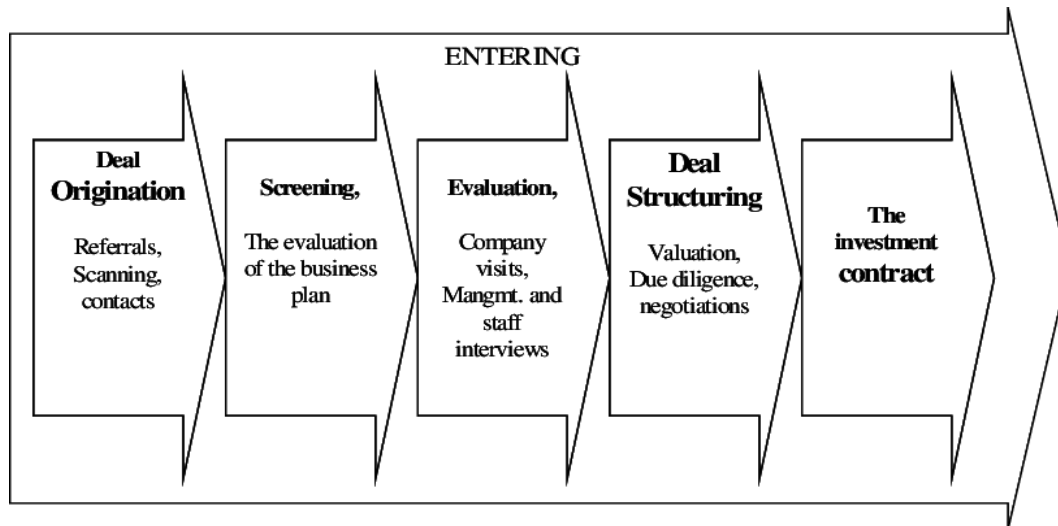 ENTERING
Deal
Origination
Referrals,
Scanning,
contacts
Screening,
The evaluation
of the business
plan
Evaluation,
Company
visits,
Mangmt. and
staff
interviews
Deal
Structuring
Valuation,
Due diligence,
negotiations
The
investment
contract